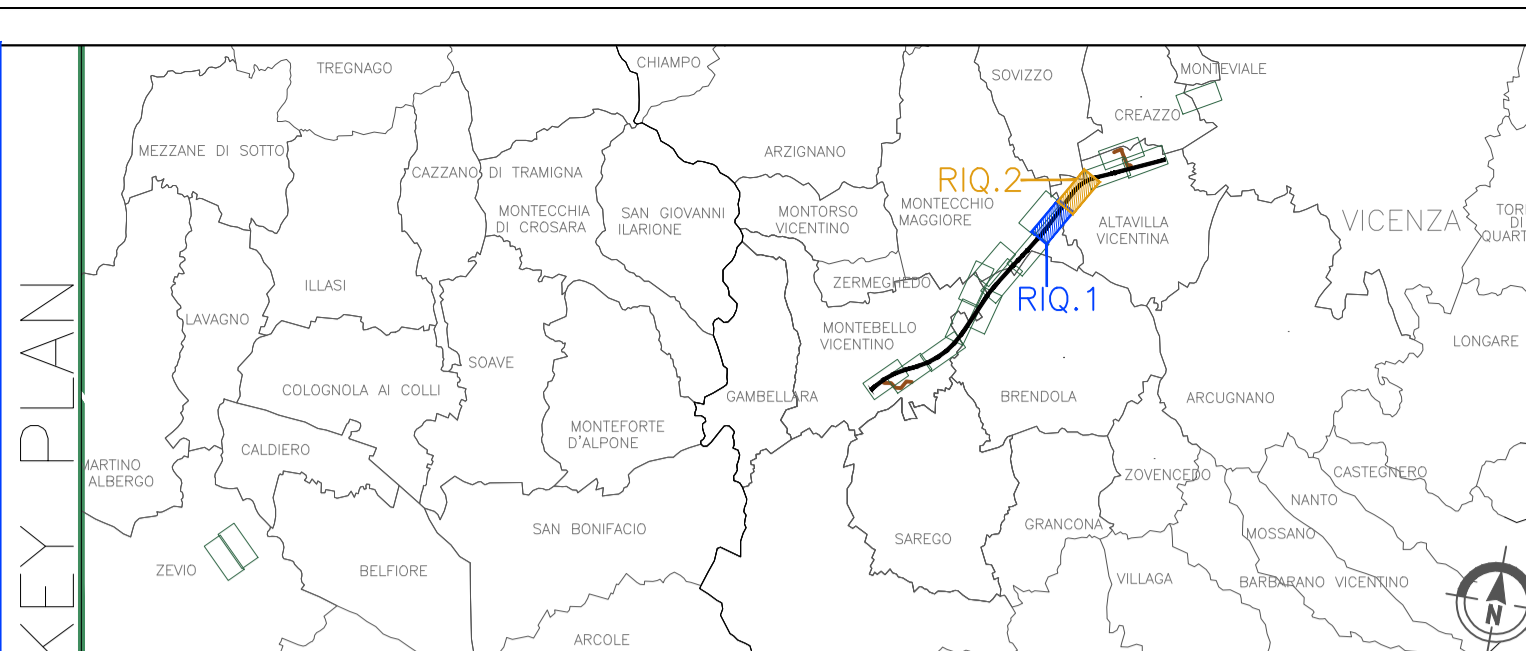 KEY PLAN
TREGNAGO
CHIAMPO
SOVIZZO
MONTEVIALE
CREAZZO
MEZZANE DI SOTTO
ARZIGNANO
CAZZANO DI TRAMIGNA
RIQ.2
MONTECCHIO
MAGGIORE
MONTECCHIA
DI CROSARA
SAN GIOVANNI
ILARIONE
MONTORSO
VICENTINO
ALTAVILLA
VICENTINA
VICENZA
DI
QUART
ILLASI
ZERMEGHEDO
RIQ.1
LAVAGNO
MONTEBELLO
VICENTINO
LONGARE
SOAVE
COLOGNOLA AI COLLI
GAMBELLARA
BRENDOLA
ARCUGNANO
MONTEFORTE
D'ALPONE
CALDIERO
MARTINO
ALBERGO
ZOVENCEDO
CASTEGNERO
NANTO
SAN BONIFACIO
GRANCONA
MOSSANO
SAREGO
ZEVIO
BELFIORE
VILLAGA
BARBARANO VICENTINO
N
ARCOLE